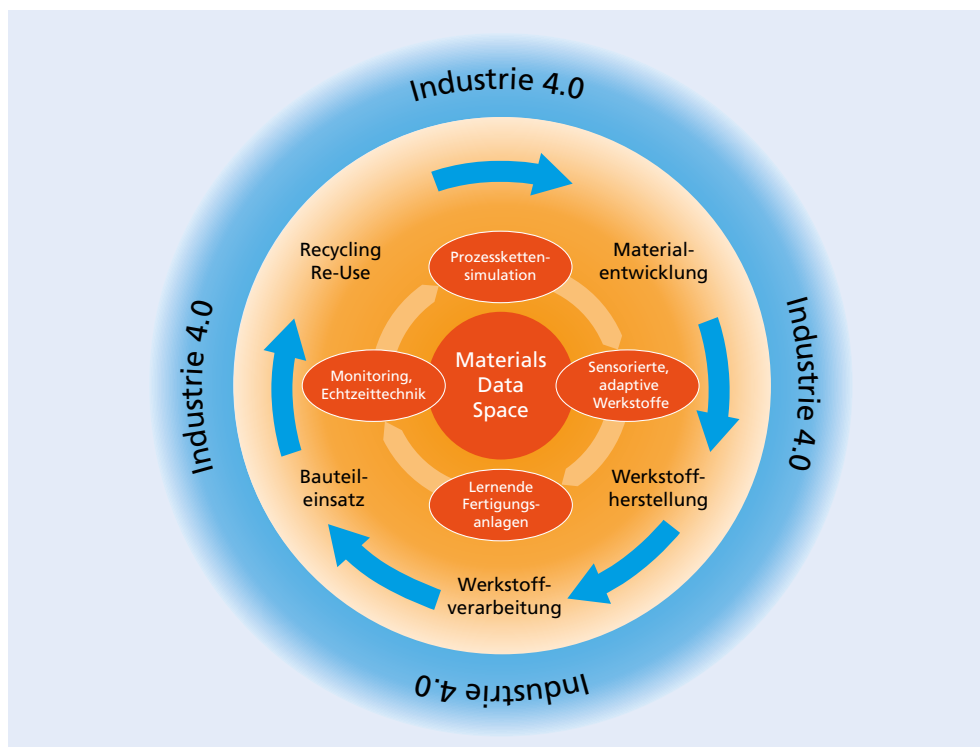 Industrie 4.0
Recycling
Re-Use
Prozessketten-
simulation
Material-
entwicklung
Industrie 4.0
Industrie 4.0
Monitoring,
Echtzeittechnik
Materials
Data
Space
Sensorierte,
adaptive
Werkstoffe
Bauteil-
einsatz
Lernende
Fertigungs-
anlagen
Werkstoff-
herstellung
Werkstoff-
verarbeitung
Industrie 4.0